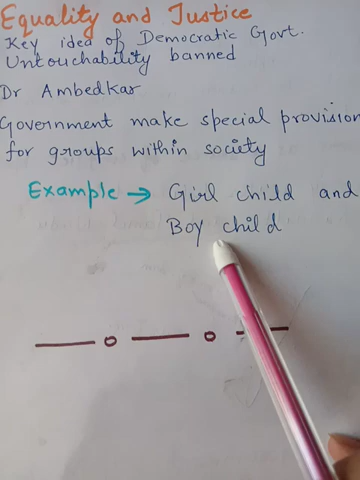 Equality and Justice
Key idea of Democratic Govt.
Untouchability banned
Dr Ambedkar
Government make special provision
for groups within society
Example → Girl child and
Boy child